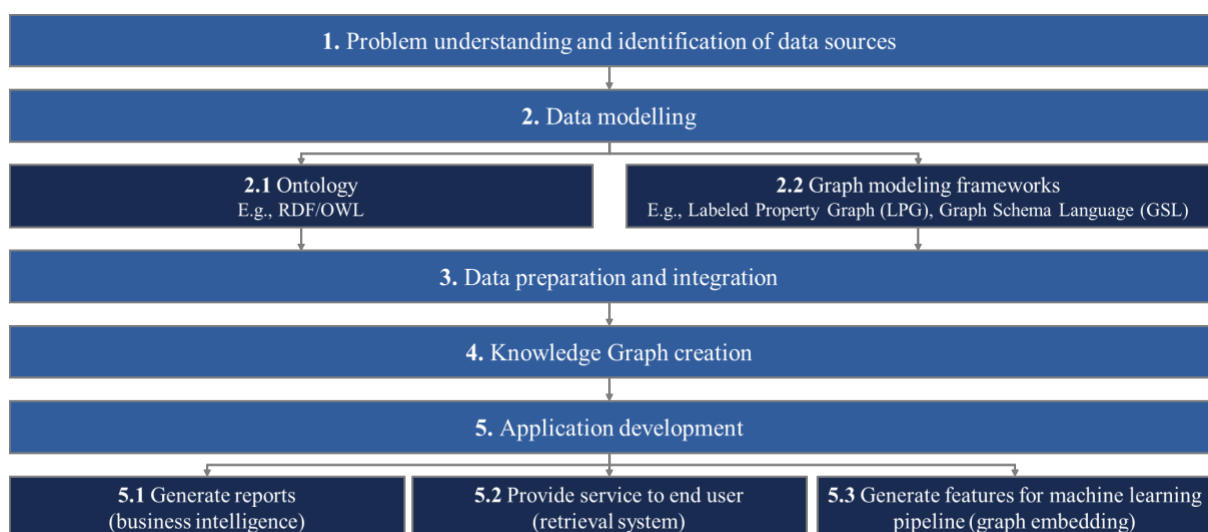 1. Problem understanding and identification of data sources
2. Data modelling
2.1 Ontology
E.g., RDF/OWL
2.2 Graph modeling frameworks
E.g., Labeled Property Graph (LPG), Graph Schema Language (GSL)
3. Data preparation and integration
4. Knowledge Graph creation
5. Application development
5.1 Generate reports
(business intelligence)
5.2 Provide service to end user
(retrieval system)
5.3 Generate features for machine learning
pipeline (graph embedding)